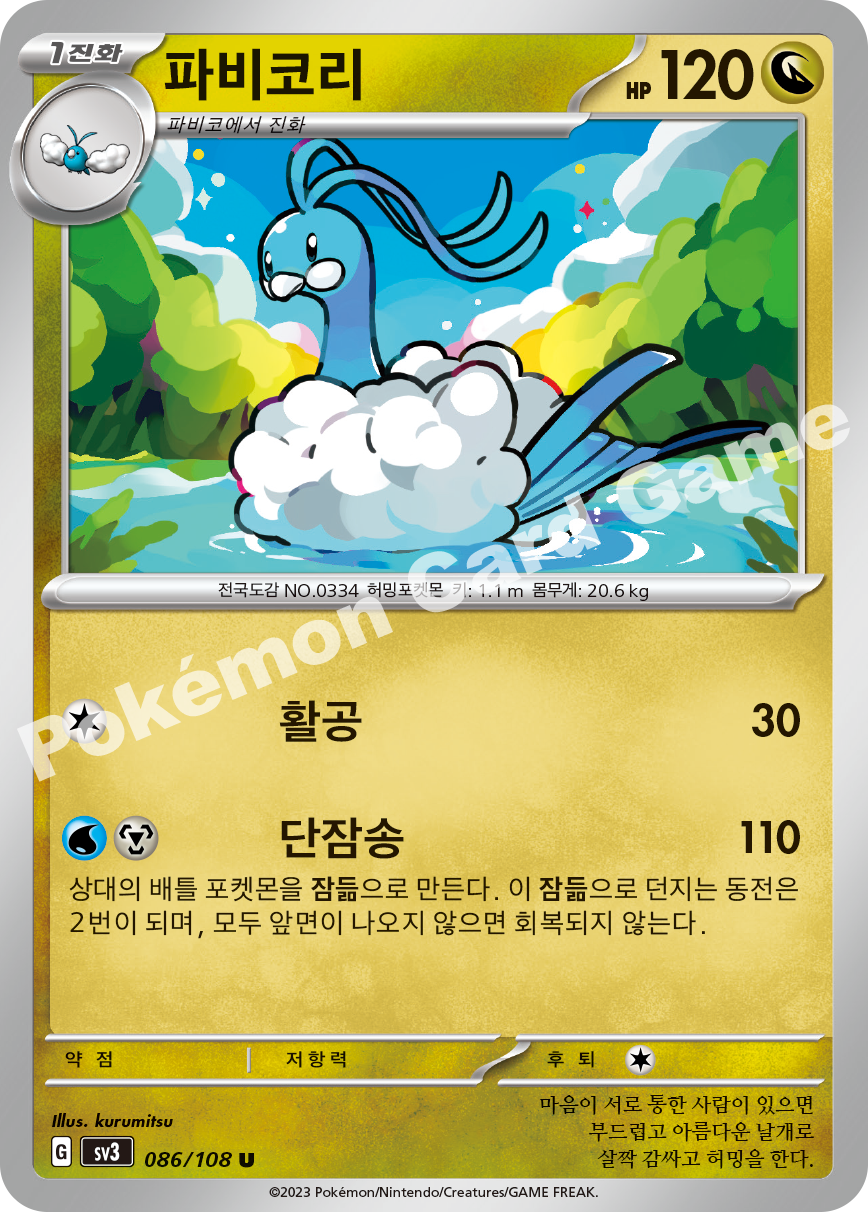 1진화
파비코리
HP 120
파비코에서 진화
전국도감 NO.0334 허밍포켓몬 키: 1.1 m 몸무게: 20.6 kg
Pokémon Card Game
활공 30
단잠송 110
상대의 배틀 포켓몬을 잠듦으로 만든다. 이 잠듦으로 던지는 동전은
2번이 되며, 모두 앞면이 나오지 않으면 회복되지 않는다.
약점 저항력 후퇴
마음이 서로 통한 사람이 있으면
부드럽고 아름다운 날개로
살짝 감싸고 허밍을 한다.
Illus. kurumitsu
G sv3 086/108 U
©2023 Pokémon/Nintendo/Creatures/GAME FREAK.